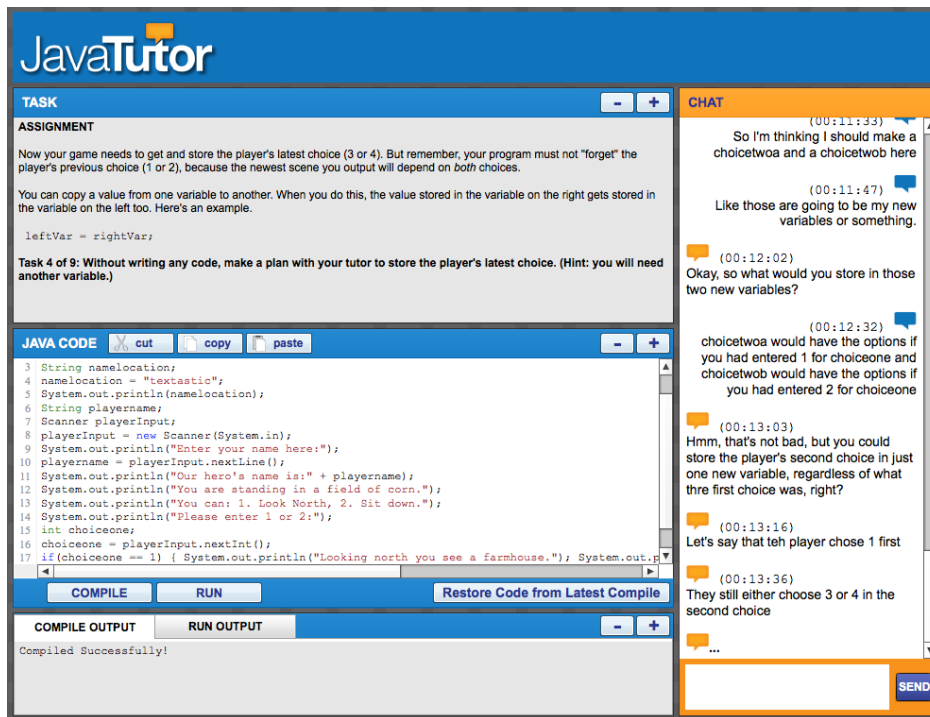 JavaTutor
TASK
- +
ASSIGNMENT
Now your game needs to get and store the player's latest choice (3 or 4). But remember, your program must not "forget" the
player's previous choice (1 or 2), because the newest scene you output will depend on both choices.
You can copy a value from one variable to another. When you do this, the value stored in the variable on the right gets stored in
the variable on the left too. Here's an example.
leftVar = rightVar;
Task 4 of 9: Without writing any code, make a plan with your tutor to store the player's latest choice. (Hint: you will need
another variable.)
JAVA CODE cut copy paste - +
3 String namelocation;
4 namelocation = "textastic";
5 System.out.println(namelocation);
6 String playername;
7 Scanner playerInput;
8 playerInput = new Scanner(System.in);
9 System.out.println("Enter your name here:");
10 playername = playerInput.nextLine();
11 System.out.println("Our hero's name is:" + playername);
12 System.out.println("You are standing in a field of corn.");
13 System.out.println("You can: 1. Look North, 2. Sit down.");
14 System.out.println("Please enter 1 or 2:");
15 int choiceone;
16 choiceone = playerInput.nextInt();
17 if(choiceone == 1) { System.out.println("Looking north you see a farmhouse."); System.out.p
COMPILE RUN Restore Code from Latest Compile
COMPILE OUTPUT RUN OUTPUT - +
Compiled Successfully!
CHAT
(00:11:33)
So I'm thinking I should make a
choicetwoa and a choicetwob here
(00:11:47)
Like those are going to be my new
variables or something.
(00:12:02)
Okay, so what would you store in those
two new variables?
(00:12:32)
choicetwoa would have the options if
you had entered 1 for choiceone and
choicetwob would have the options if
you had entered 2 for choiceone
(00:13:03)
Hmm, that's not bad, but you could
store the player's second choice in just
one new variable, regardless of what
thre first choice was, right?
(00:13:16)
Let's say that teh player chose 1 first
(00:13:36)
They still either choose 3 or 4 in the
second choice
...
SEND